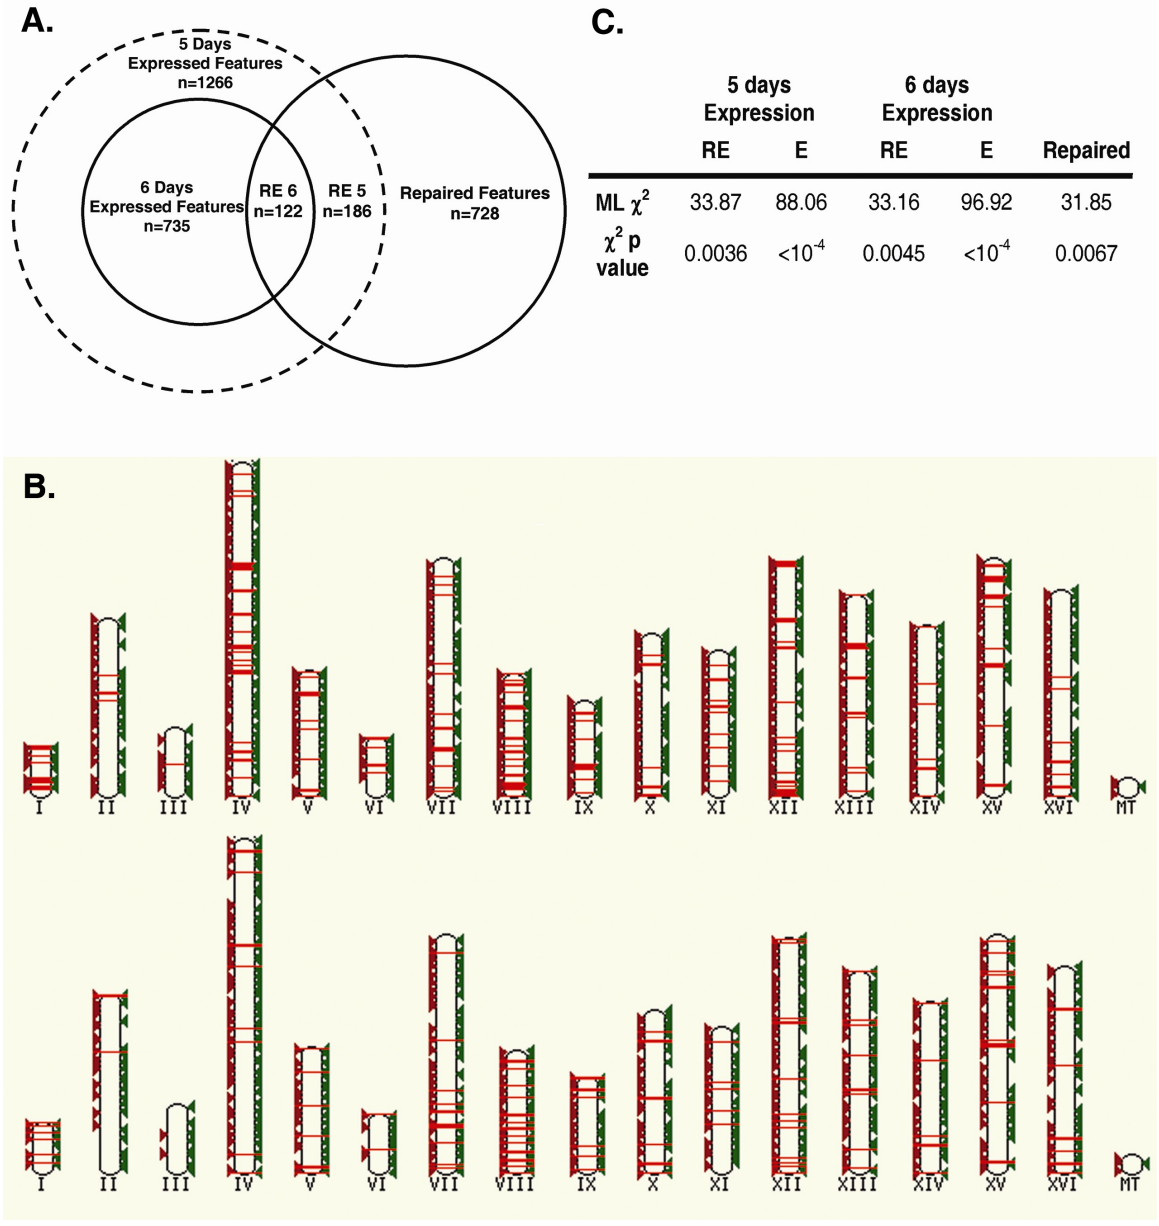 A.
5 Days
Expressed Features
n=1266
6 Days
Expressed Features
n=735
RE 6
n=122
RE 5
n=186
Repaired Features
n=728
C.
5 days 6 days
Expression Expression
RE E RE E Repaired
ML χ² 33.87 88.06 33.16 96.92 31.85
χ² p
value 0.0036 <10⁻⁴ 0.0045 <10⁻⁴ 0.0067
B.
I II III IV V VI VII VIII IX X XI XII XIII XIV XV XVI MT
I II III IV V VI VII VIII IX X XI XII XIII XIV XV XVI MT